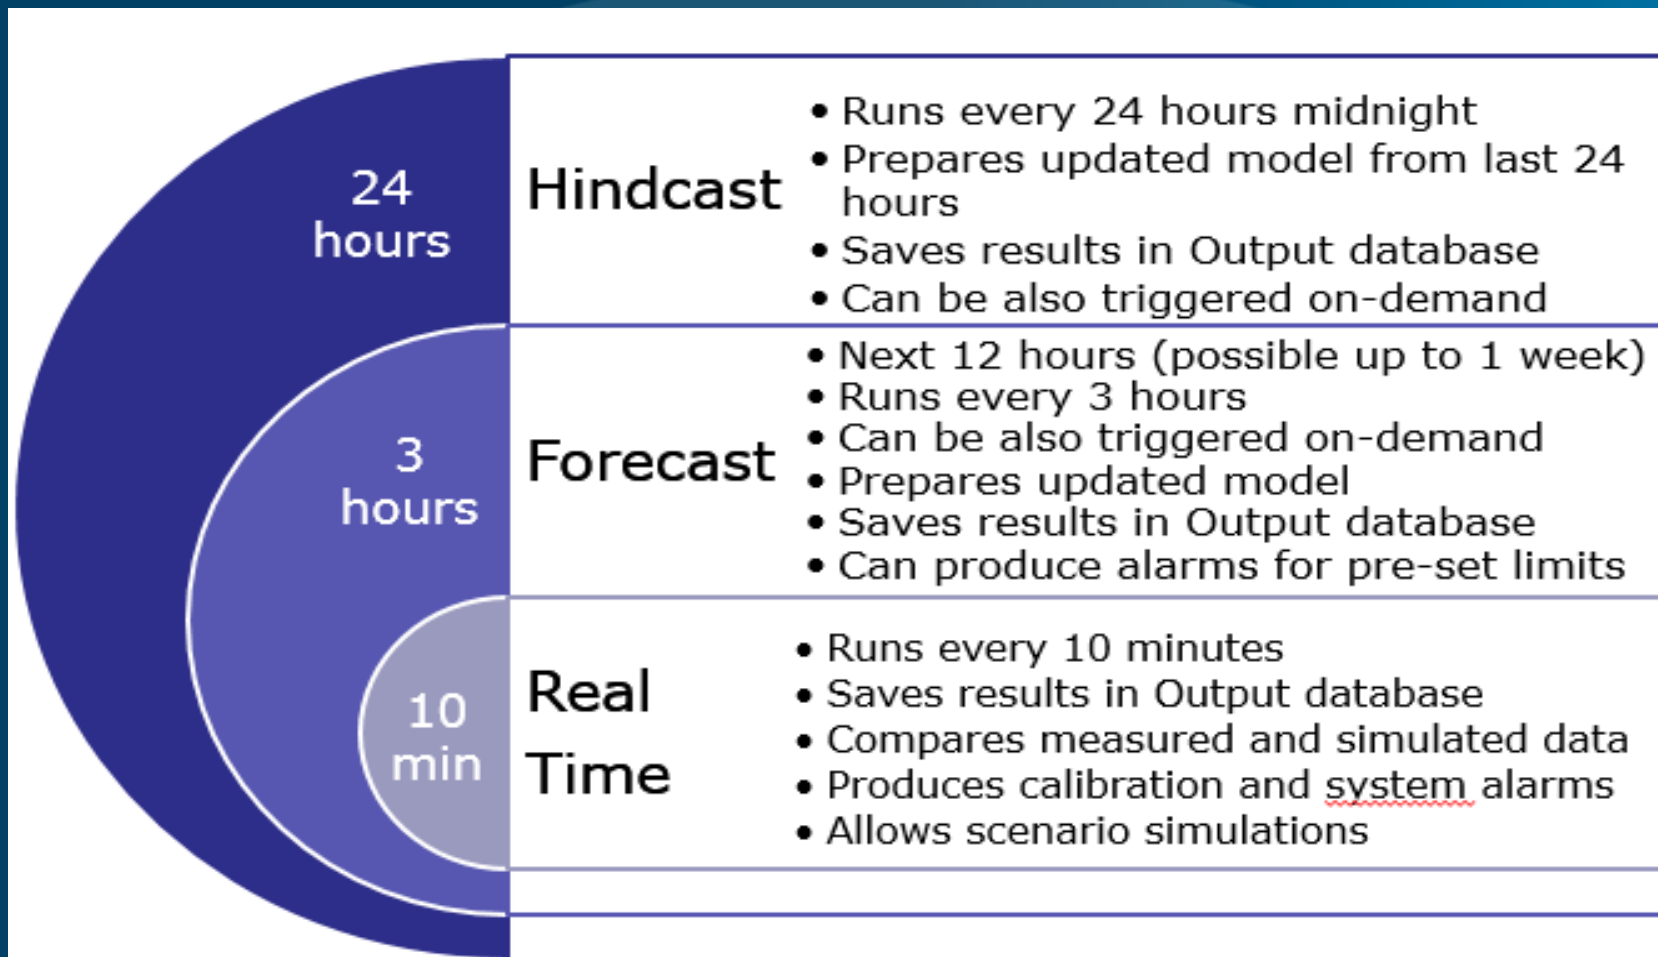 24
hours
Hindcast
• Runs every 24 hours midnight
• Prepares updated model from last 24
hours
• Saves results in Output database
• Can be also triggered on-demand
3
hours
Forecast
• Next 12 hours (possible up to 1 week)
• Runs every 3 hours
• Can be also triggered on-demand
• Prepares updated model
• Saves results in Output database
• Can produce alarms for pre-set limits
10
min
Real
Time
• Runs every 10 minutes
• Saves results in Output database
• Compares measured and simulated data
• Produces calibration and system alarms
• Allows scenario simulations